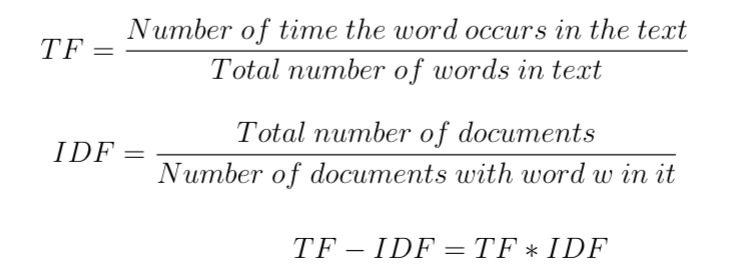 TF = Number of time the word occurs in the text / Total number of words in text
IDF = Total number of documents / Number of documents with word w in it
TF − IDF = TF * IDF